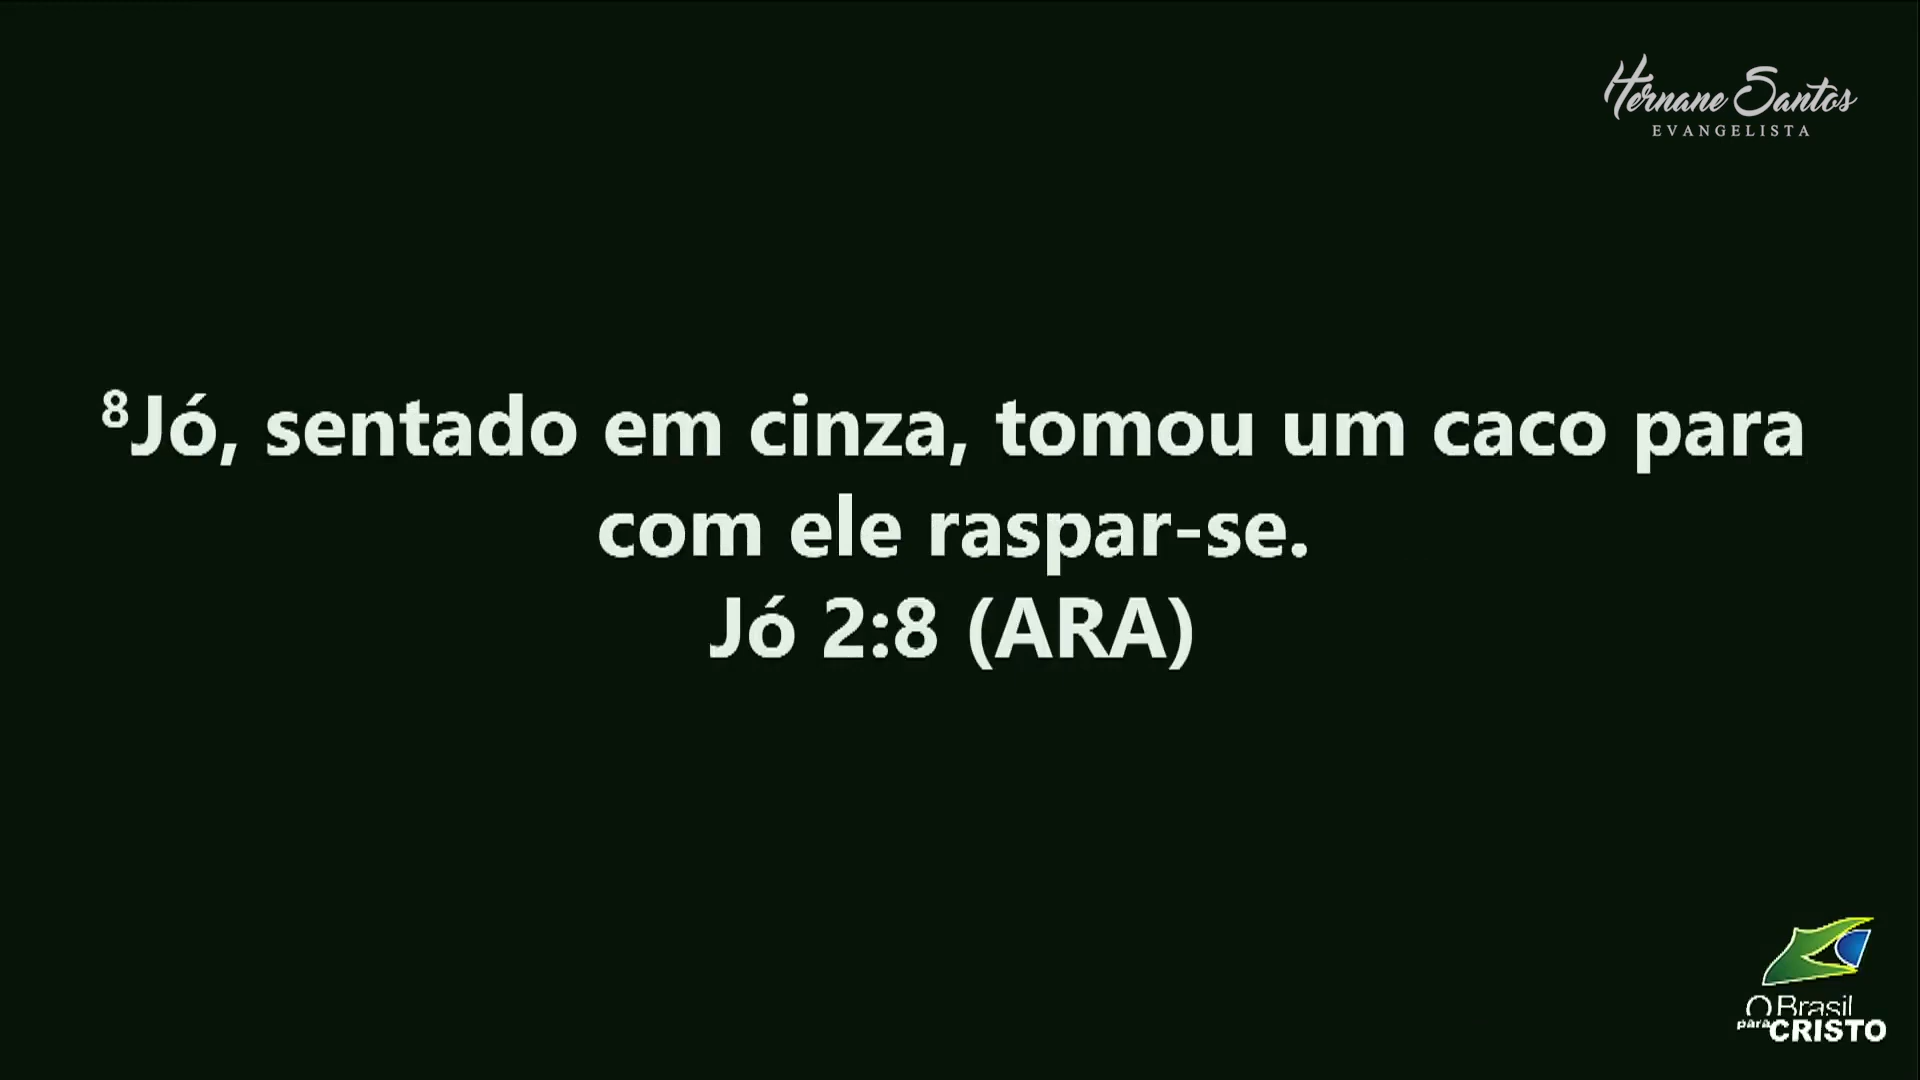 Hernane Santos
EVANGELISTA
⁸Jó, sentado em cinza, tomou um caco para
com ele raspar-se.
Jó 2:8 (ARA)
O Brasil
para CRISTO